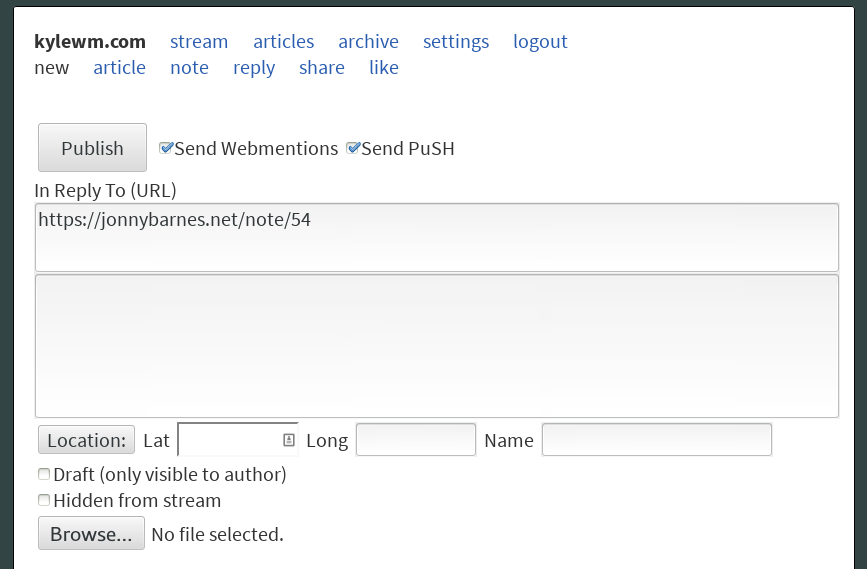 kylewm.com stream articles archive settings logout
new article note reply share like
Publish Send Webmentions Send PuSH
In Reply To (URL)
https://jonnybarnes.net/note/54
Location: Lat Long Name
Draft (only visible to author)
Hidden from stream
Browse... No file selected.